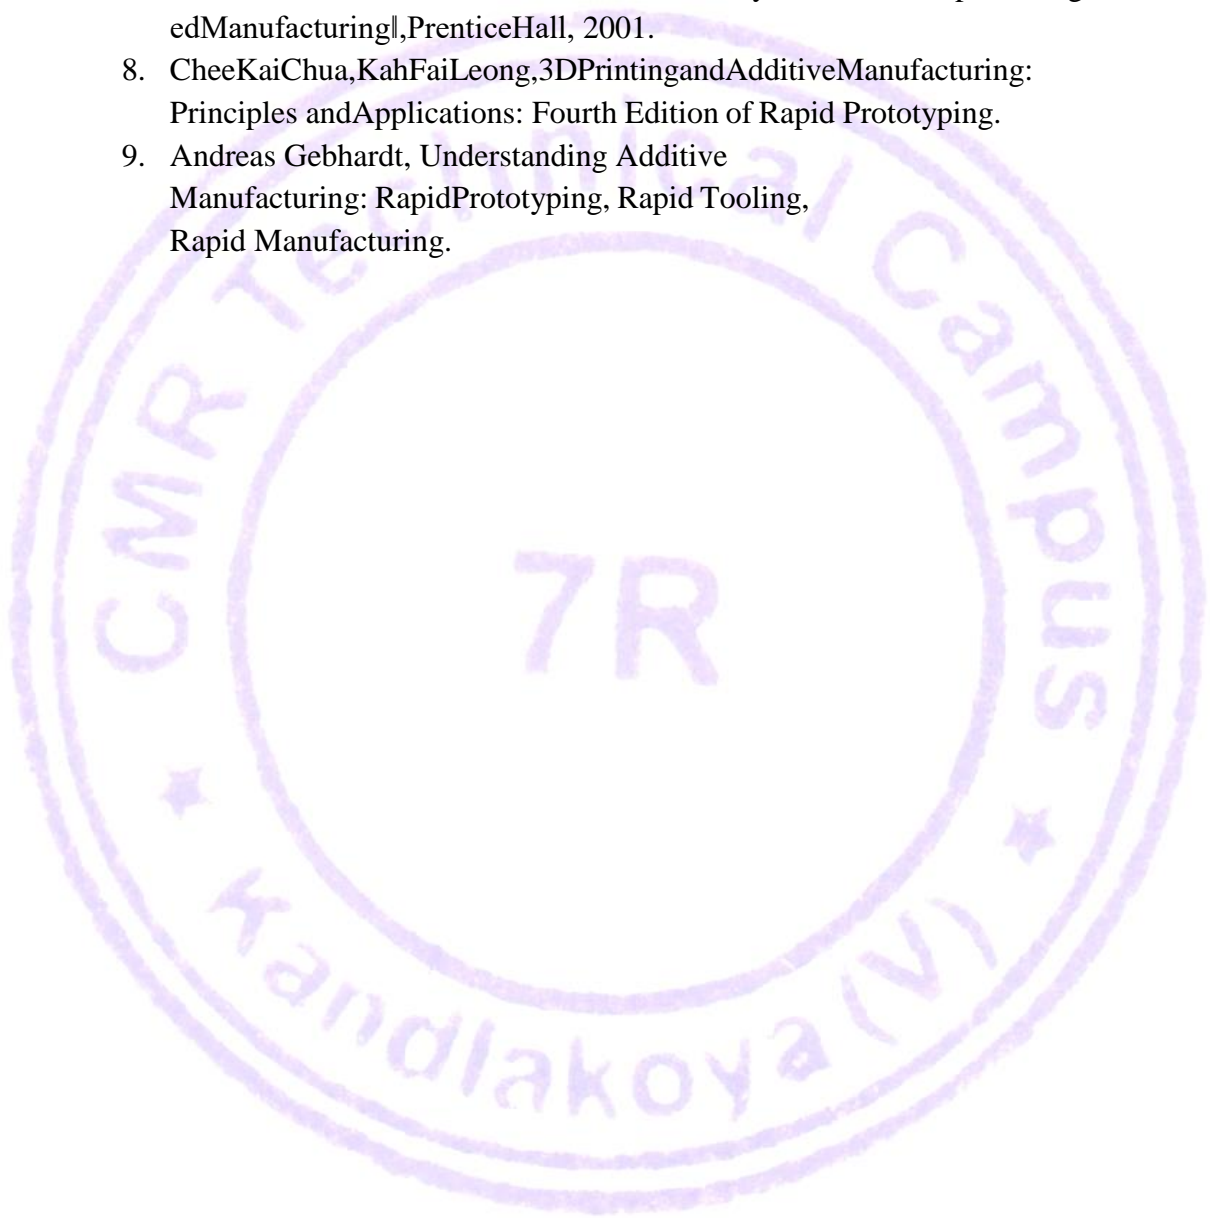 edManufacturing‖,PrenticeHall, 2001.
8. CheeKaiChua,KahFaiLeong,3DPrintingandAdditiveManufacturing:
Principles andApplications: Fourth Edition of Rapid Prototyping.
9. Andreas Gebhardt, Understanding Additive
Manufacturing: RapidPrototyping, Rapid Tooling,
Rapid Manufacturing.
CMR Technical Campus
7R
Kandlakoya (V)